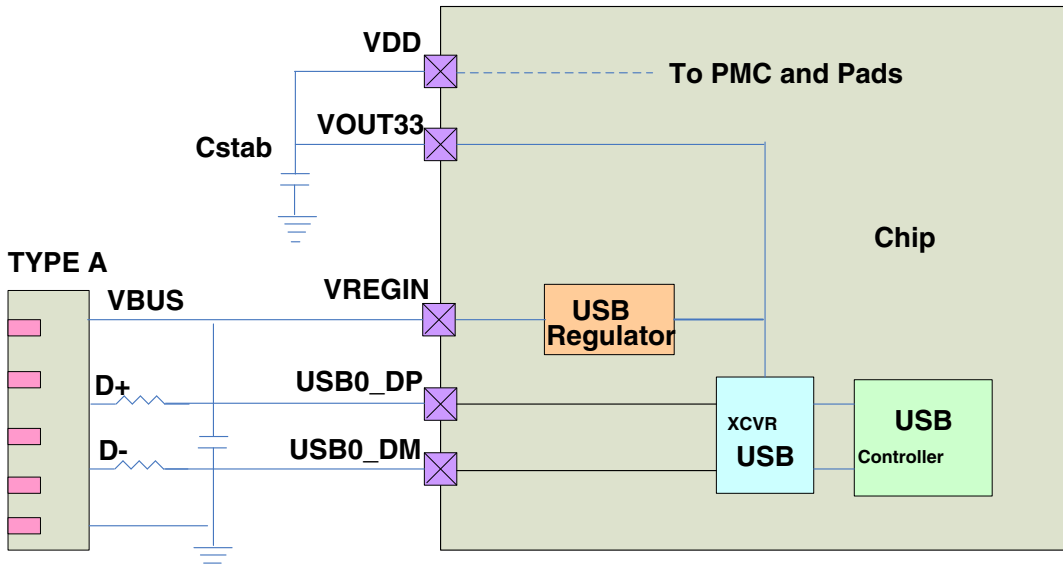 VDD
To PMC and Pads
VOUT33
Cstab
Chip
TYPE A
VBUS
VREGIN
USB
Regulator
D+
USB0_DP
D-
USB0_DM
XCVR
USB
USB
Controller